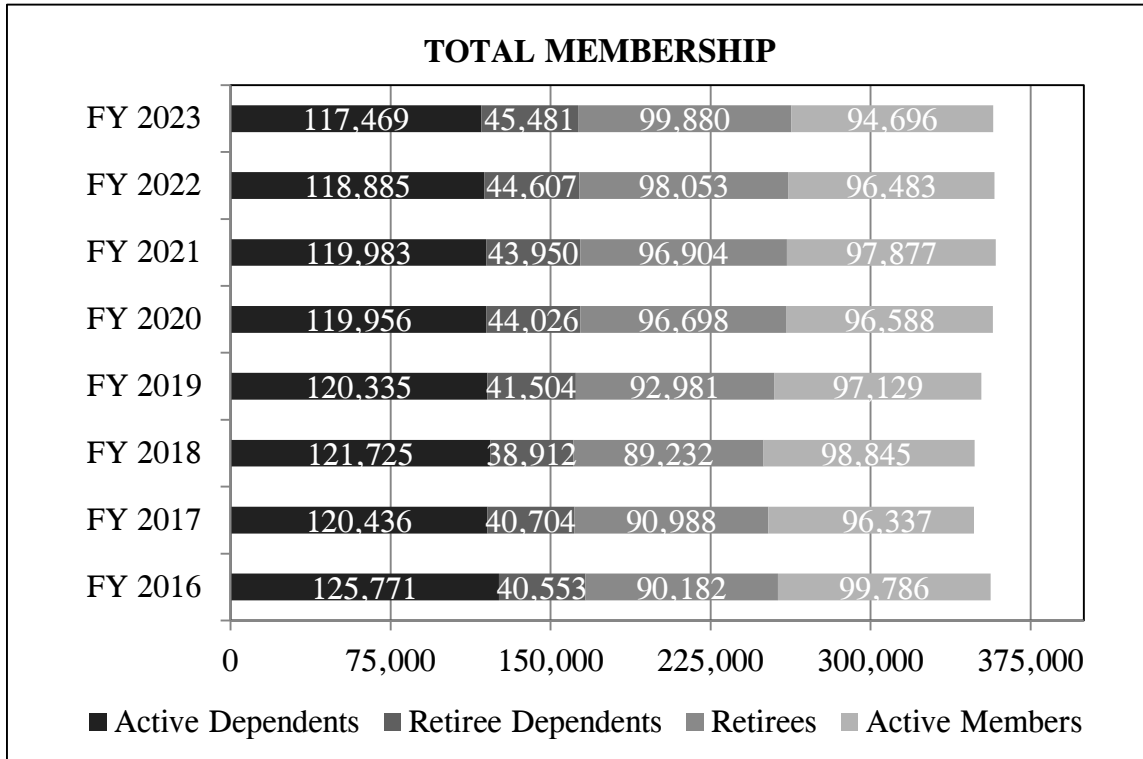 TOTAL MEMBERSHIP
FY 2023 117,469 45,481 99,880 94,696
FY 2022 118,885 44,607 98,053 96,483
FY 2021 119,983 43,950 96,904 97,877
FY 2020 119,956 44,026 96,698 96,588
FY 2019 120,335 41,504 92,981 97,129
FY 2018 121,725 38,912 89,232 98,845
FY 2017 120,436 40,704 90,988 96,337
FY 2016 125,771 40,553 90,182 99,786
0 75,000 150,000 225,000 300,000 375,000
Active Dependents Retiree Dependents Retirees Active Members